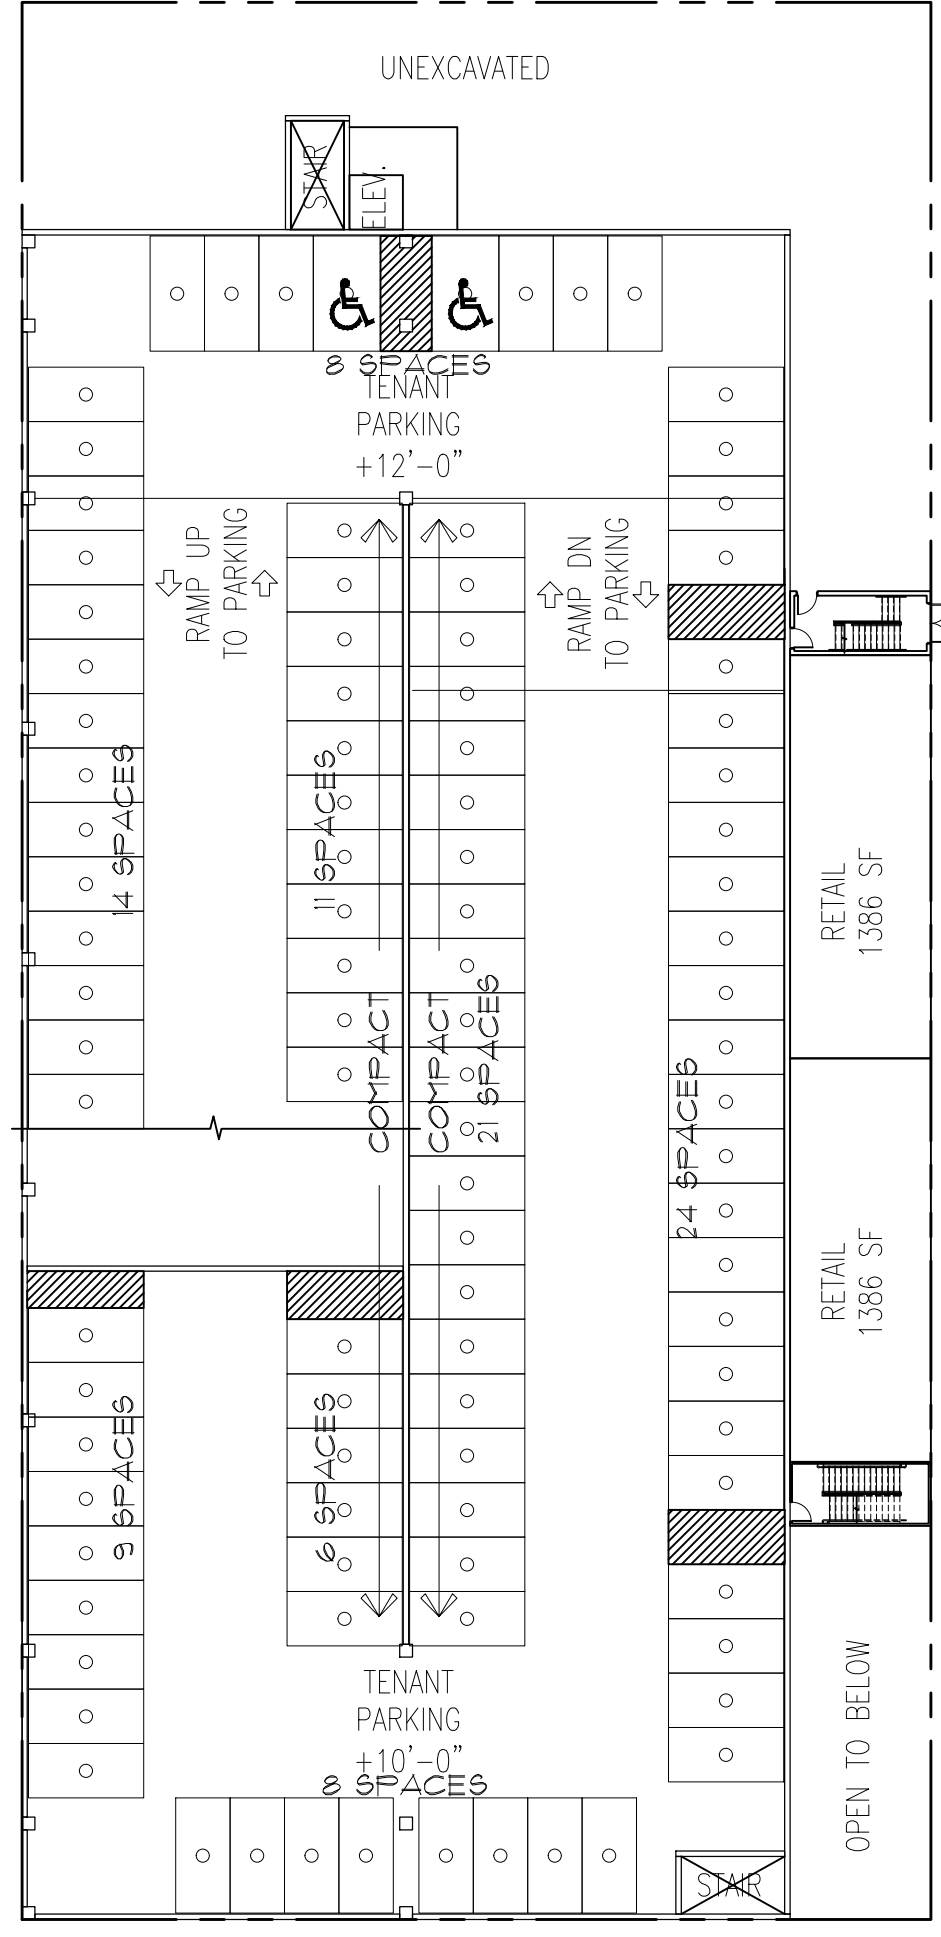 UNEXCAVATED
STAIR
ELEV.
8 SPACES
TENANT
PARKING
+12'-0"
RAMP UP
TO PARKING
RAMP DN
TO PARKING
14 SPACES
11 SPACES
COMPACT
COMPACT
21 SPACES
24 SPACES
RETAIL
1386 SF
RETAIL
1386 SF
9 SPACES
6 SPACES
TENANT
PARKING
+10'-0"
8 SPACES
OPEN TO BELOW
STAIR